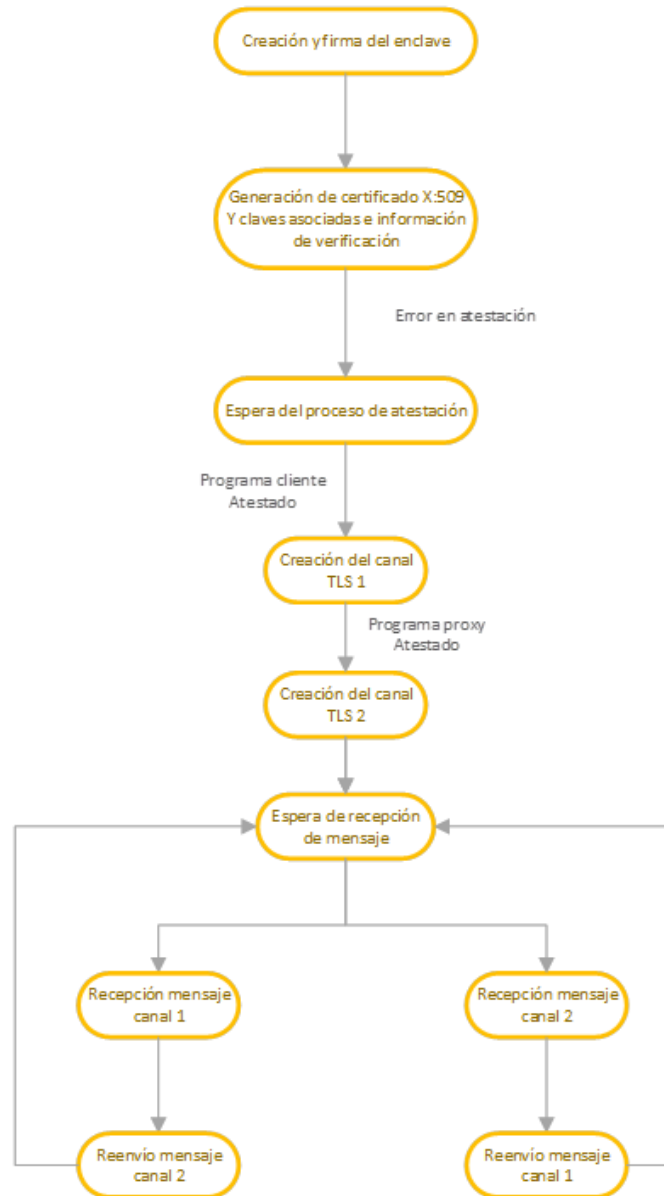 Creación y firma del enclave
Generación de certificado X:509
Y claves asociadas e información
de verificación
Error en atestación
Espera del proceso de atestación
Programa cliente
Atestado
Creación del canal
TLS 1
Programa proxy
Atestado
Creación del canal
TLS 2
Espera de recepción
de mensaje
Recepción mensaje
canal 1
Recepción mensaje
canal 2
Reenvío mensaje
canal 2
Reenvío mensaje
canal 1